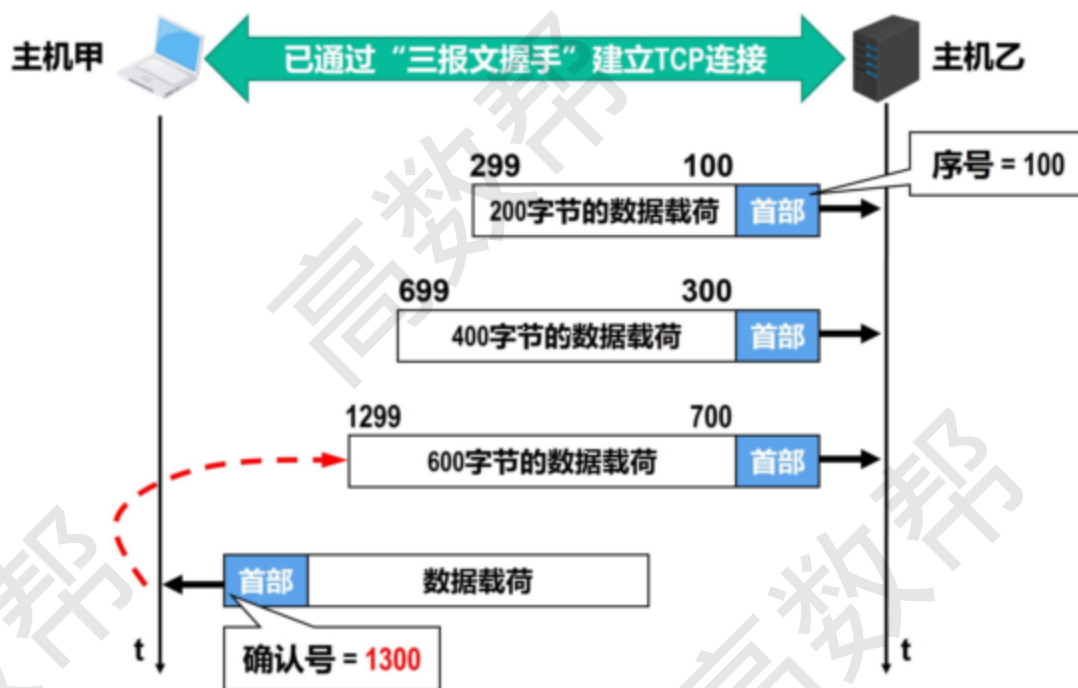 主机甲
已通过“三报文握手”建立TCP连接
主机乙
序号 = 100
299 100
200字节的数据载荷 首部
699 300
400字节的数据载荷 首部
1299 700
600字节的数据载荷 首部
首部 数据载荷
确认号 = 1300
t
t
高数帮
高数帮
数帮